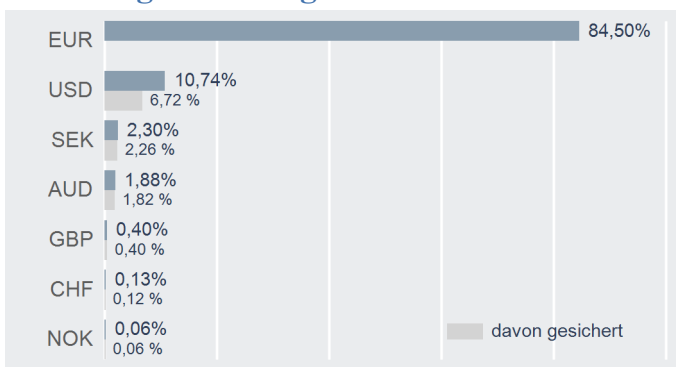 EUR 84,50%
USD 10,74%
6,72 %
SEK 2,30%
2,26 %
AUD 1,88%
1,82 %
GBP 0,40%
0,40 %
CHF 0,13%
0,12 %
NOK 0,06%
0,06 %
davon gesichert